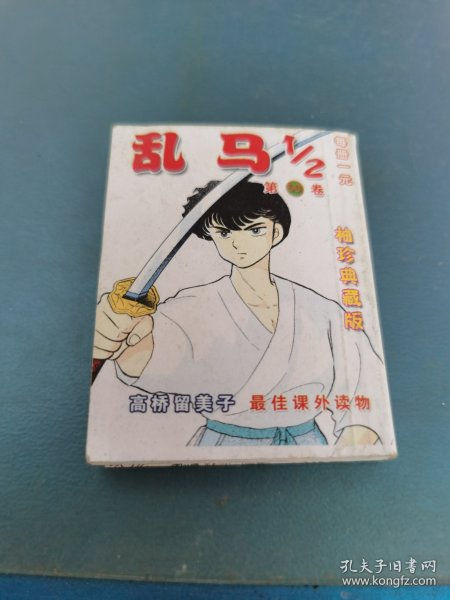 乱马1/2
第 卷
每册一元
袖珍典藏版
高桥留美子 最佳课外读物
孔夫子旧书网
www.kongfz.com